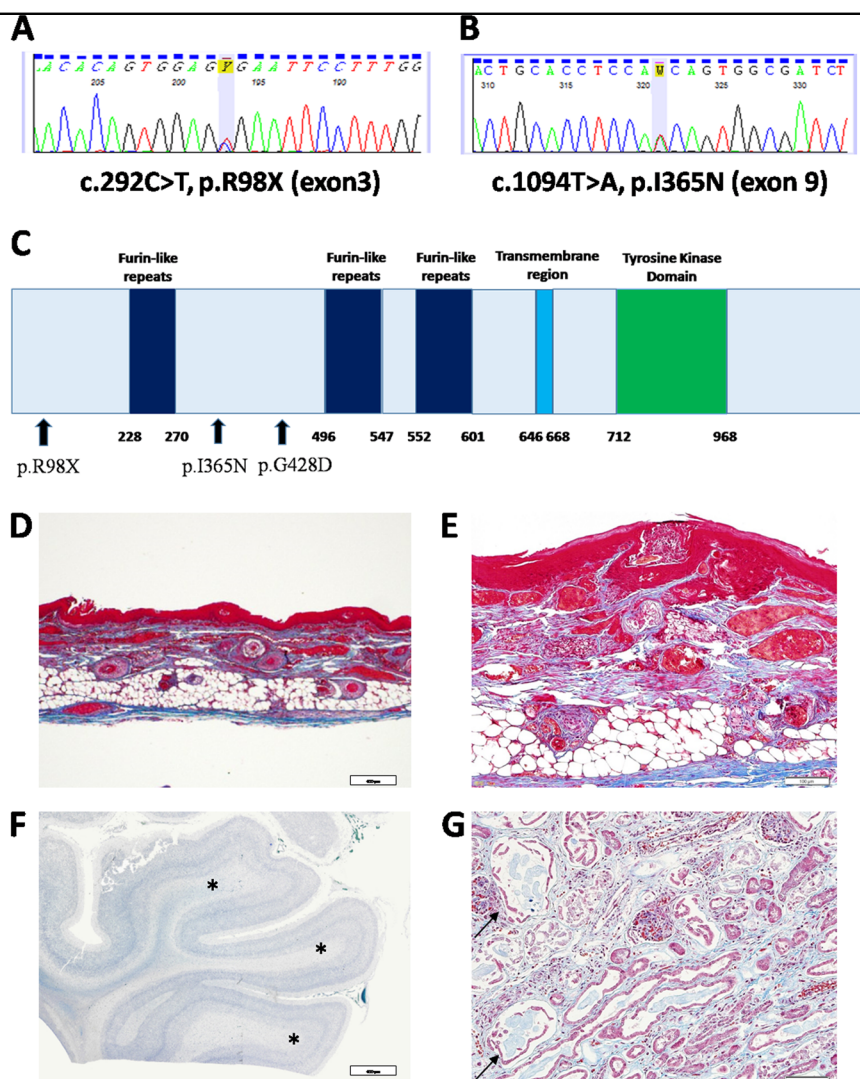 A
B
ACACAGTGGAGYGAATTCCTTTGG
205 200 195 190
ACTGCACCTCCAWCAGTGGCGATCT
310 315 320 325 330
c.292C>T, p.R98X (exon3)
c.1094T>A, p.I365N (exon 9)
C
Furin-like
repeats
Furin-like
repeats
Furin-like
repeats
Transmembrane
region
Tyrosine Kinase
Domain
228 270 496 547 552 601 646 668 712 968
p.R98X p.I365N p.G428D
D
E
100 µm
F
* * *
G